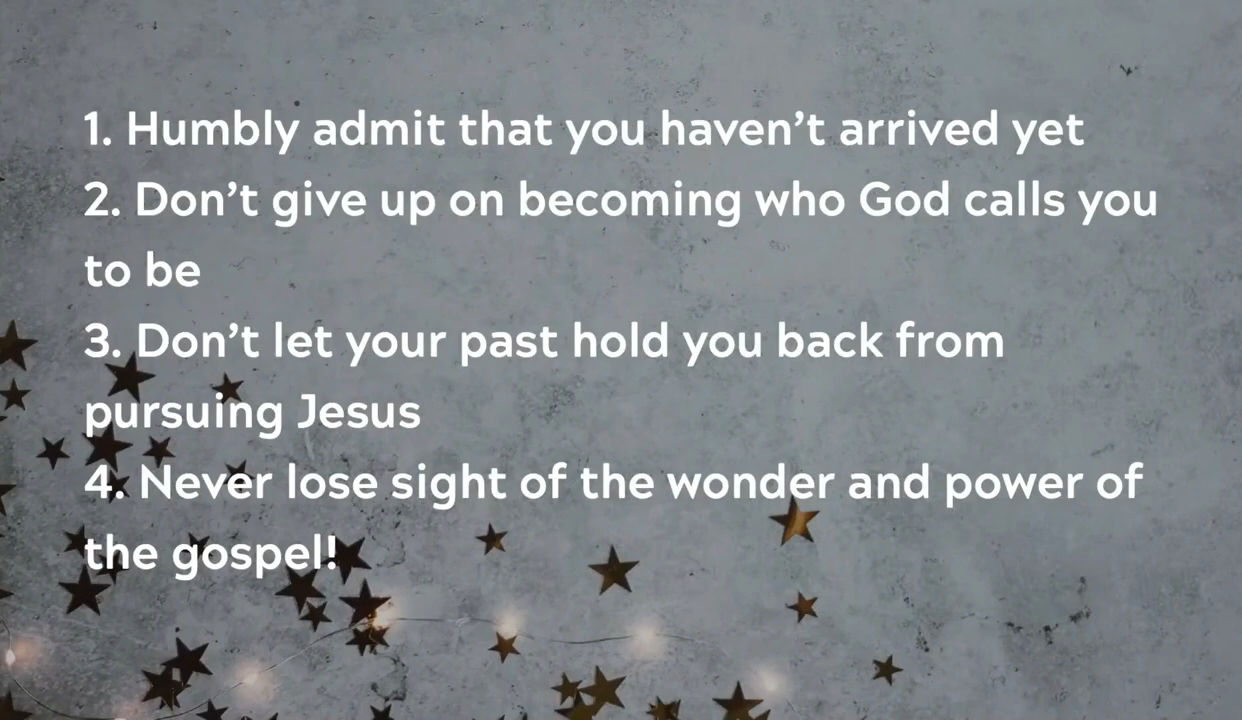 1. Humbly admit that you haven’t arrived yet
2. Don’t give up on becoming who God calls you
to be
3. Don’t let your past hold you back from
pursuing Jesus
4. Never lose sight of the wonder and power of
the gospel!